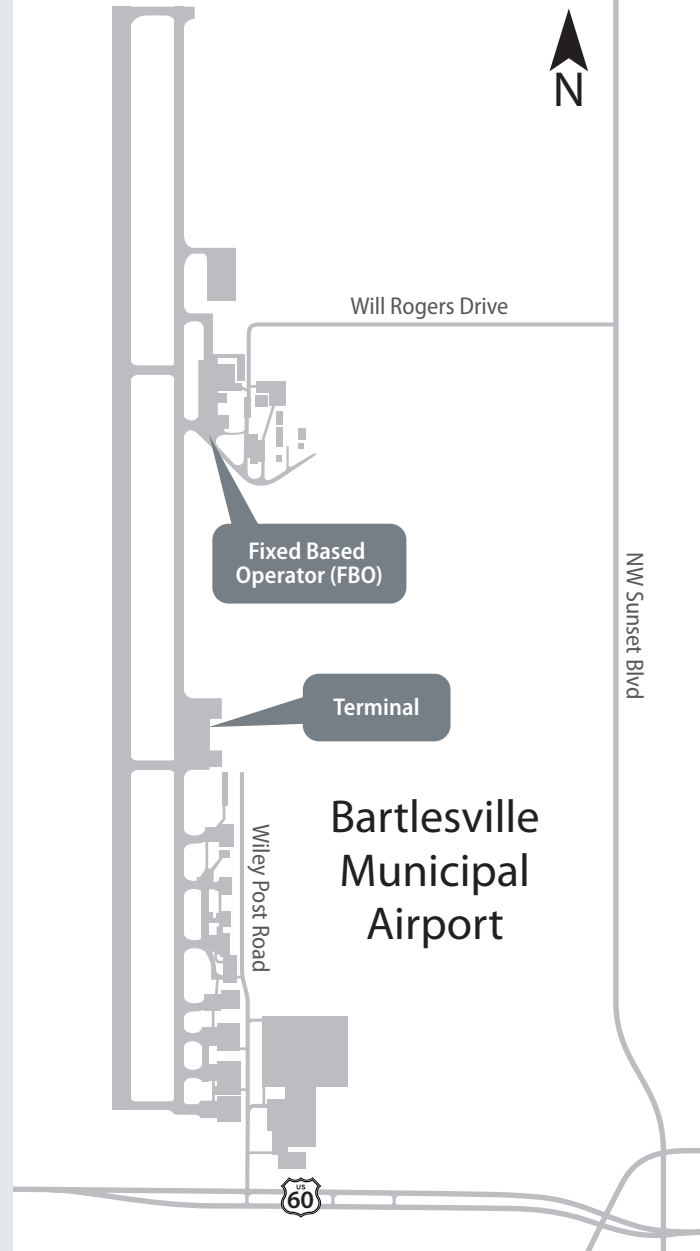 N
Will Rogers Drive
Fixed Based
Operator (FBO)
NW Sunset Blvd
Terminal
Bartlesville
Municipal
Airport
Wiley Post Road
US
60